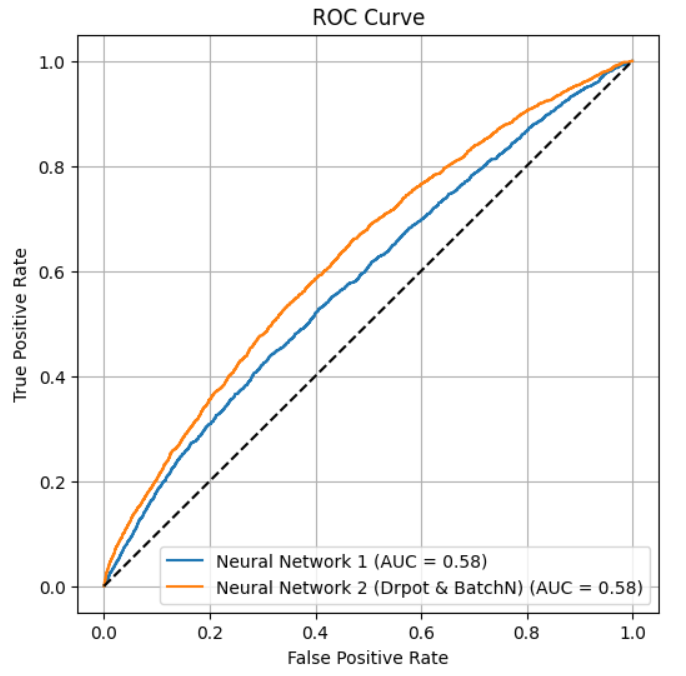 ROC Curve
1.0
0.8
0.6
0.4
0.2
0.0
True Positive Rate
Neural Network 1 (AUC = 0.58)
Neural Network 2 (Drpot & BatchN) (AUC = 0.58)
0.0 0.2 0.4 0.6 0.8 1.0
False Positive Rate